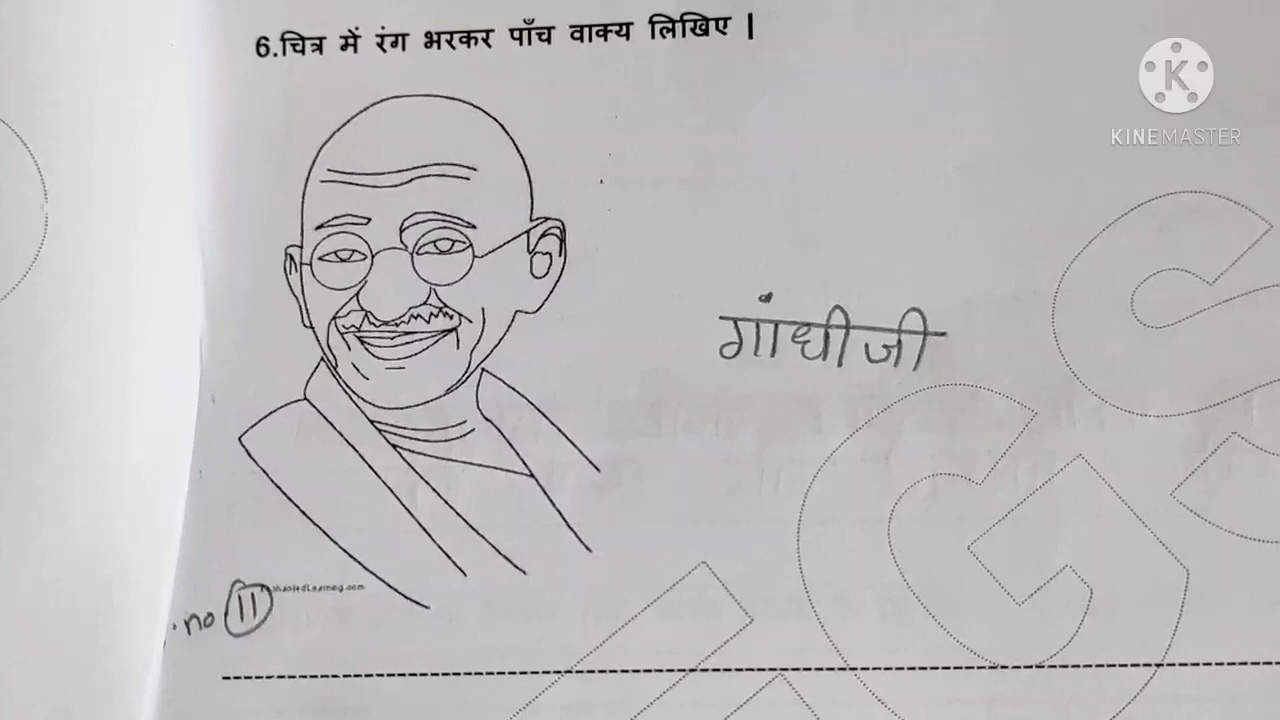 6.चित्र में रंग भरकर पाँच वाक्य लिखिए |
K
KINEMASTER
गांधीजी
.no 11